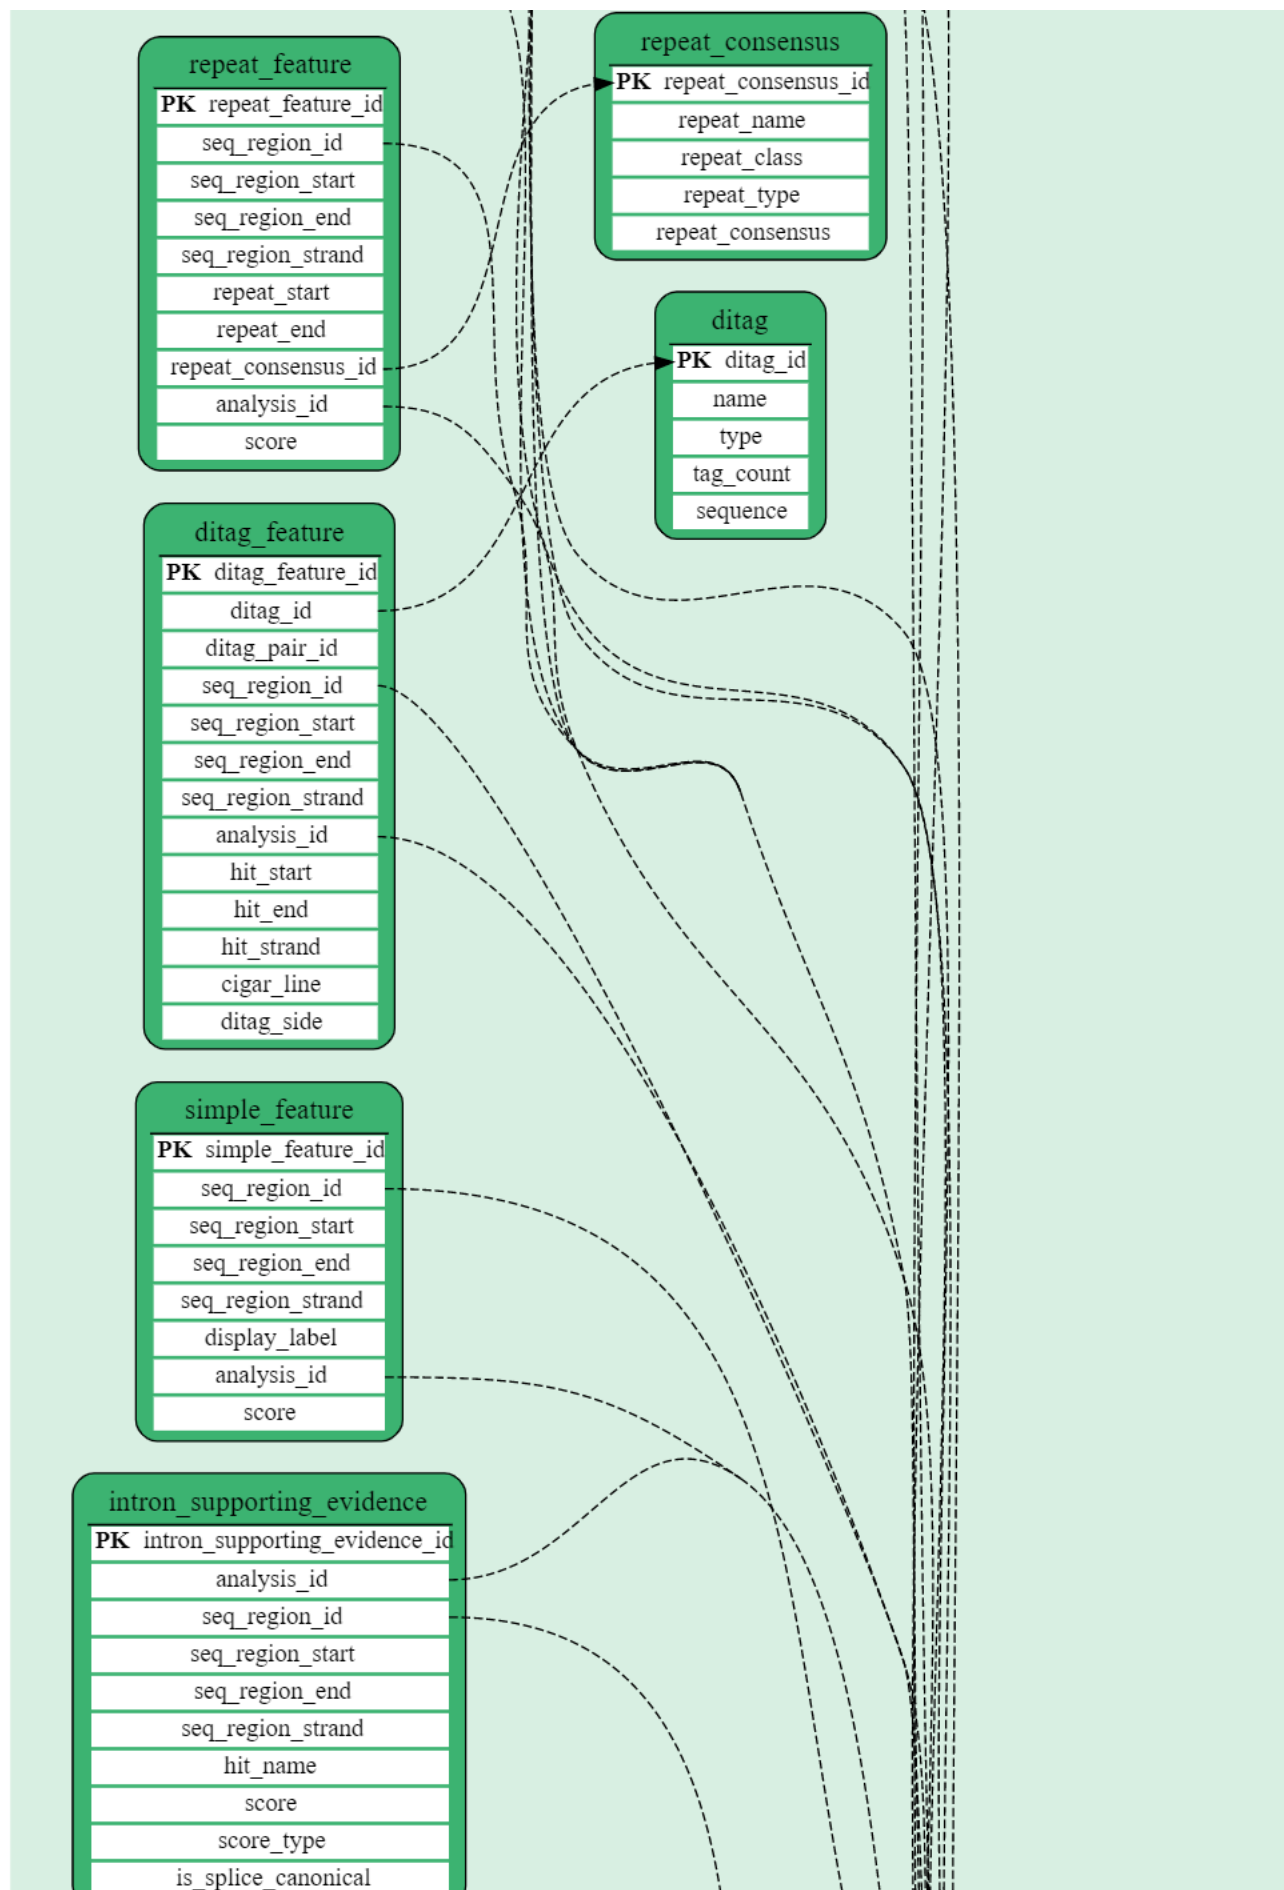 repeat_feature
PK repeat_feature_id
seq_region_id
seq_region_start
seq_region_end
seq_region_strand
repeat_start
repeat_end
repeat_consensus_id
analysis_id
score
repeat_consensus
PK repeat_consensus_id
repeat_name
repeat_class
repeat_type
repeat_consensus
ditag
PK ditag_id
name
type
tag_count
sequence
ditag_feature
PK ditag_feature_id
ditag_id
ditag_pair_id
seq_region_id
seq_region_start
seq_region_end
seq_region_strand
analysis_id
hit_start
hit_end
hit_strand
cigar_line
ditag_side
simple_feature
PK simple_feature_id
seq_region_id
seq_region_start
seq_region_end
seq_region_strand
display_label
analysis_id
score
intron_supporting_evidence
PK intron_supporting_evidence_id
analysis_id
seq_region_id
seq_region_start
seq_region_end
seq_region_strand
hit_name
score
score_type
is_splice_canonical